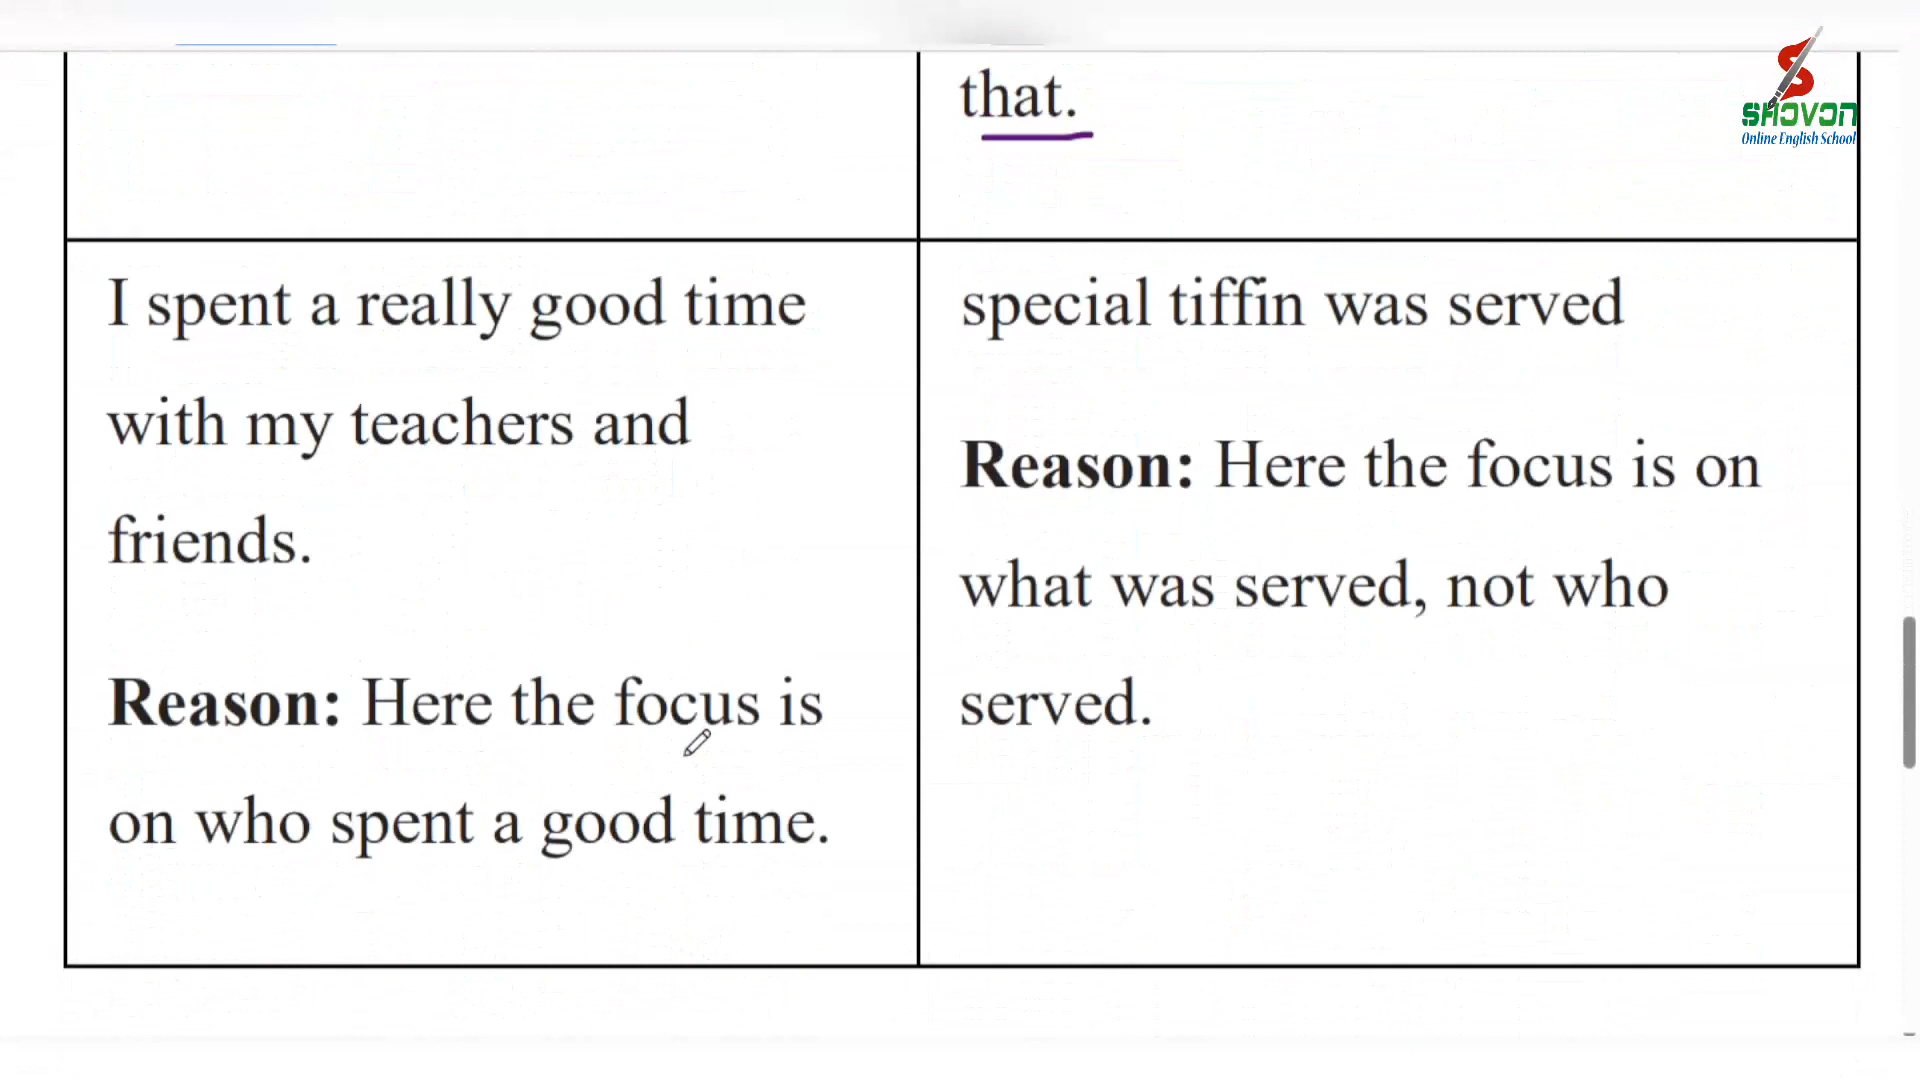 that.
SHOVON
Online English School
I spent a really good time
with my teachers and
friends.
Reason: Here the focus is
on who spent a good time.
special tiffin was served
Reason: Here the focus is on
what was served, not who
served.